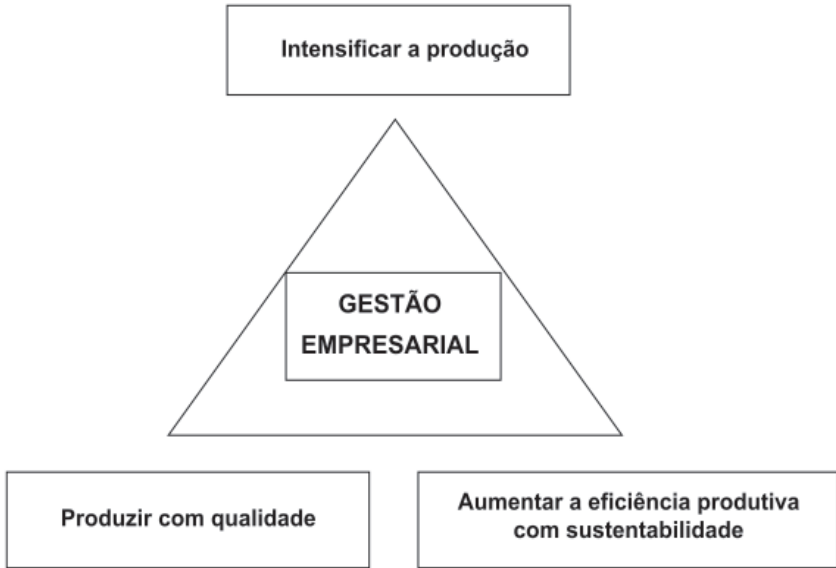 Intensificar a produção
GESTÃO
EMPRESARIAL
Produzir com qualidade
Aumentar a eficiência produtiva
com sustentabilidade